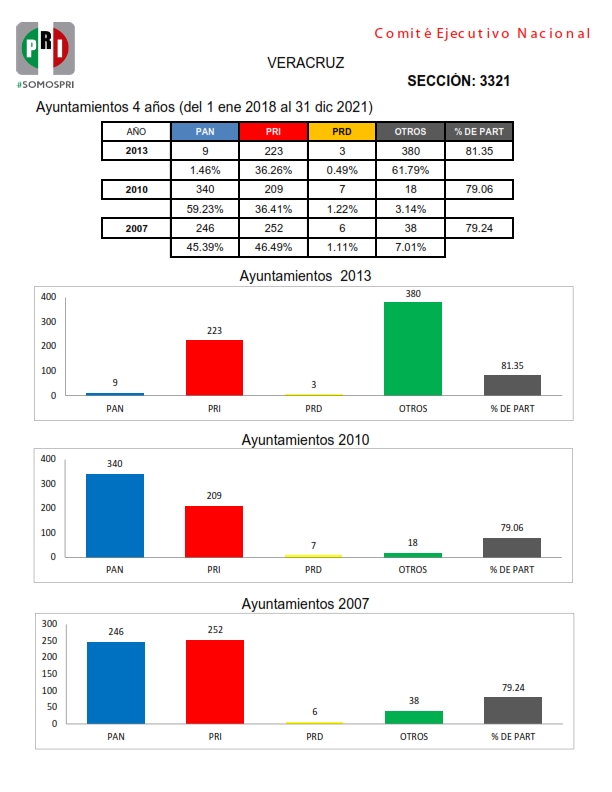 Comité Ejecutivo Nacional
PRI
#SOMOSPRI
VERACRUZ
SECCIÓN: 3321
Ayuntamientos 4 años (del 1 ene 2018 al 31 dic 2021)
AÑO PAN PRI PRD OTROS % DE PART
2013 9 223 3 380 81.35
1.46% 36.26% 0.49% 61.79%
2010 340 209 7 18 79.06
59.23% 36.41% 1.22% 3.14%
2007 246 252 6 38 79.24
45.39% 46.49% 1.11% 7.01%
Ayuntamientos 2013
400
300
200
100
0
9 223 3 380 81.35
PAN PRI PRD OTROS % DE PART
Ayuntamientos 2010
400
300
200
100
0
340 209 7 18 79.06
PAN PRI PRD OTROS % DE PART
Ayuntamientos 2007
300
250
200
150
100
50
0
246 252 6 38 79.24
PAN PRI PRD OTROS % DE PART